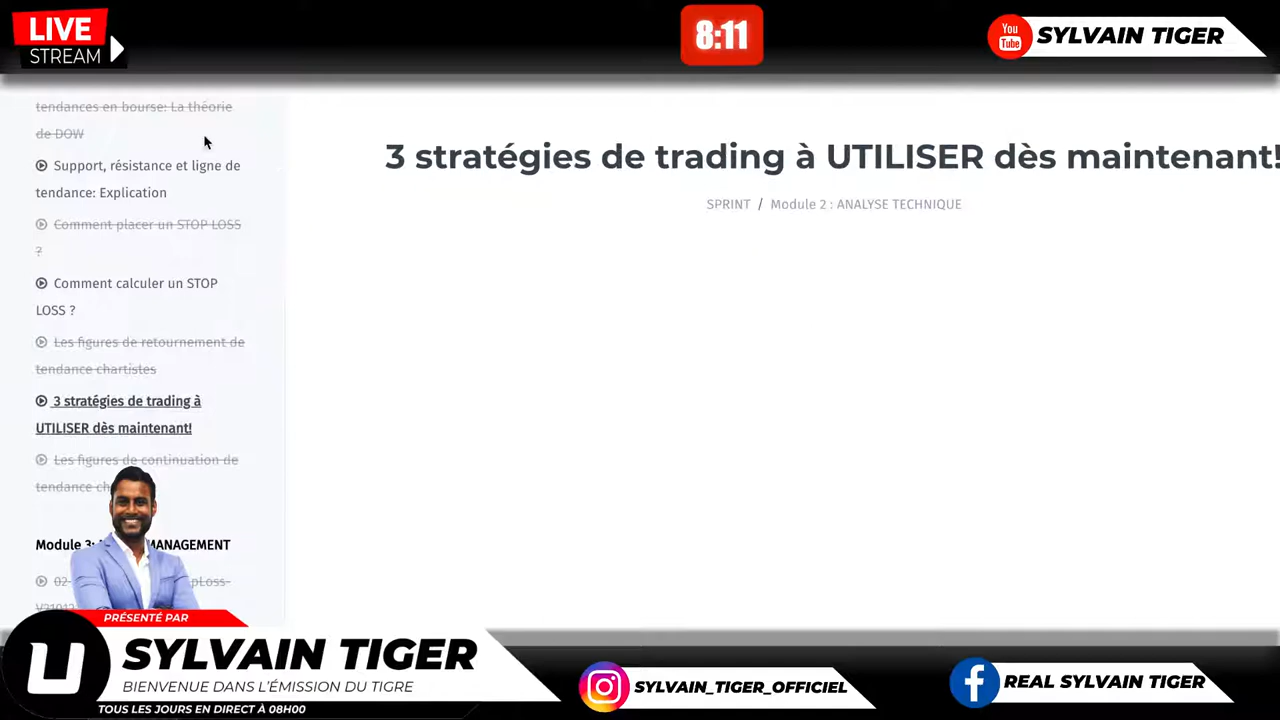 LIVE
STREAM
8:11
You
Tube
SYLVAIN TIGER
tendances en bourse: La théorie
de DOW
Support, résistance et ligne de
tendance: Explication
Comment placer un STOP LOSS
?
Comment calculer un STOP
LOSS ?
Les figures de retournement de
tendance chartistes
3 stratégies de trading à
UTILISER dès maintenant!
Les figures de continuation de
tendance
Module 3: MANAGEMENT
02
3 stratégies de trading à UTILISER dès maintenant!
SPRINT / Module 2 : ANALYSE TECHNIQUE
PRÉSENTÉ PAR
SYLVAIN TIGER
BIENVENUE DANS L'ÉMISSION DU TIGRE
TOUS LES JOURS EN DIRECT À 08H00
SYLVAIN_TIGER_OFFICIEL
REAL SYLVAIN TIGER